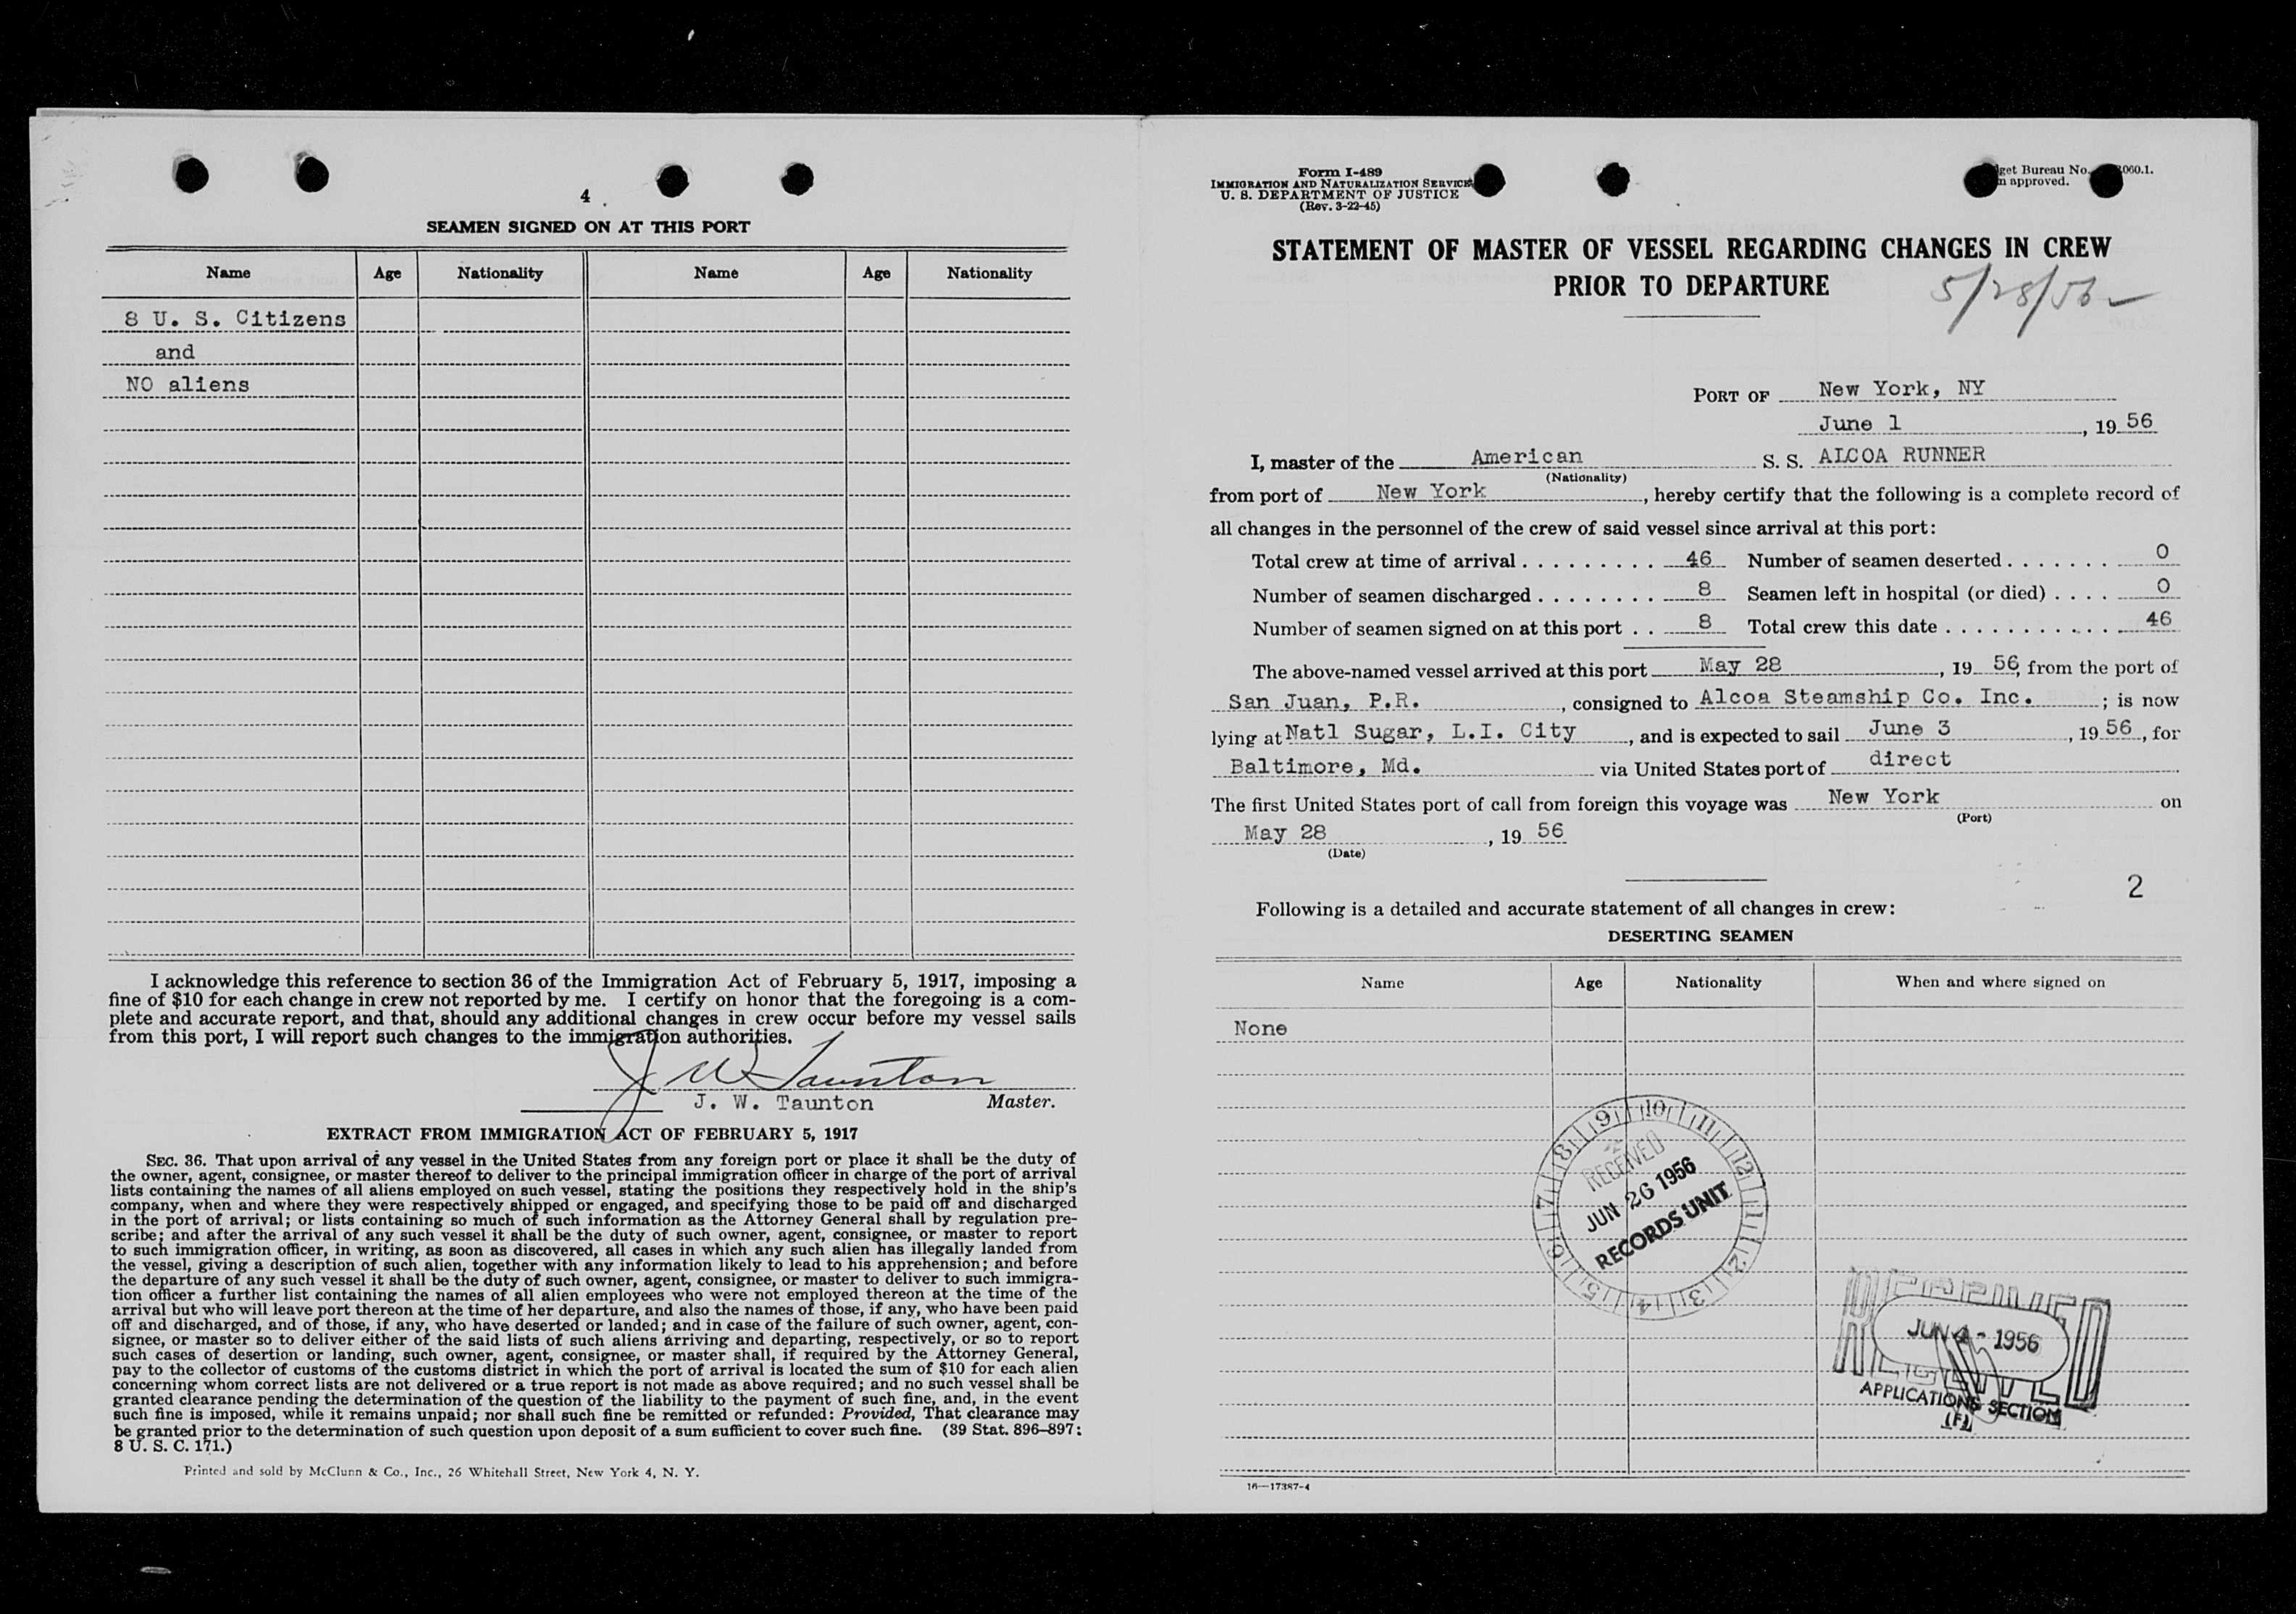 4
SEAMEN SIGNED ON AT THIS PORT
Name Age Nationality Name Age Nationality
8 U. S. Citizens
and
NO aliens
I acknowledge this reference to section 36 of the Immigration Act of February 5, 1917, imposing a
fine of $10 for each change in crew not reported by me. I certify on honor that the foregoing is a com-
plete and accurate report, and that, should any additional changes in crew occur before my vessel sails
from this port, I will report such changes to the immigration authorities.
J W Taunton
J. W. Taunton Master.
EXTRACT FROM IMMIGRATION ACT OF FEBRUARY 5, 1917
SEC. 36. That upon arrival of any vessel in the United States from any foreign port or place it shall be the duty of
the owner, agent, consignee, or master thereof to deliver to the principal immigration officer in charge of the port of arrival
lists containing the names of all aliens employed on such vessel, stating the positions they respectively hold in the ship's
company, when and where they were respectively shipped or engaged, and specifying those to be paid off and discharged
in the port of arrival; or lists containing so much of such information as the Attorney General shall by regulation pre-
scribe; and after the arrival of any such vessel it shall be the duty of such owner, agent, consignee, or master to report
to such immigration officer, in writing, as soon as discovered, all cases in which any such alien has illegally landed from
the vessel, giving a description of such alien, together with any information likely to lead to his apprehension; and before
the departure of any such vessel it shall be the duty of such owner, agent, consignee, or master to deliver to such immigra-
tion officer a further list containing the names of all alien employees who were not employed thereon at the time of the
arrival but who will leave port thereon at the time of her departure, and also the names of those, if any, who have been paid
off and discharged, and of those, if any, who have deserted or landed; and in case of the failure of such owner, agent, con-
signee, or master so to deliver either of the said lists of such aliens arriving and departing, respectively, or so to report
such cases of desertion or landing, such owner, agent, consignee, or master shall, if required by the Attorney General,
pay to the collector of customs of the customs district in which the port of arrival is located the sum of $10 for each alien
concerning whom correct lists are not delivered or a true report is not made as above required; and no such vessel shall be
granted clearance pending the determination of the question of the liability to the payment of such fine, and, in the event
such fine is imposed, while it remains unpaid; nor shall such fine be remitted or refunded: Provided, That clearance may
be granted prior to the determination of such question upon deposit of a sum sufficient to cover such fine. (39 Stat. 896–897;
8 U. S. C. 171.)
Printed and sold by McClunn & Co., Inc., 26 Whitehall Street, New York 4, N. Y.
Form I-489
IMMIGRATION AND NATURALIZATION SERVICE
U. S. DEPARTMENT OF JUSTICE
(Rev. 3-22-45)
get Bureau No. 060.1.
approved.
STATEMENT OF MASTER OF VESSEL REGARDING CHANGES IN CREW
PRIOR TO DEPARTURE
5/28/56
PORT OF New York, NY
June 1, 19 56
I, master of the American S. S. ALCOA RUNNER
(Nationality)
from port of New York, hereby certify that the following is a complete record of
all changes in the personnel of the crew of said vessel since arrival at this port:
Total crew at time of arrival . . . . . . . . . 46 Number of seamen deserted . . . . . . . 0
Number of seamen discharged . . . . . . . . 8 Seamen left in hospital (or died) . . . . 0
Number of seamen signed on at this port . . 8 Total crew this date . . . . . . . . . . . . 46
The above-named vessel arrived at this port May 28, 19 56, from the port of
San Juan, P.R., consigned to Alcoa Steamship Co. Inc. ; is now
lying at Natl Sugar, L.I. City, and is expected to sail June 3, 19 56, for
Baltimore, Md. via United States port of direct
The first United States port of call from foreign this voyage was New York on
(Port)
May 28, 19 56
(Date)
2
Following is a detailed and accurate statement of all changes in crew:
DESERTING SEAMEN
Name Age Nationality When and where signed on
None
9 10 11 12 1 2 3 4 5 6 7 8
RECEIVED
JUN 26 1956
RECORDS UNIT
RECEIVED
JUN 4 - 1956
APPLICATIONS SECTION
(F)
16—17387-4